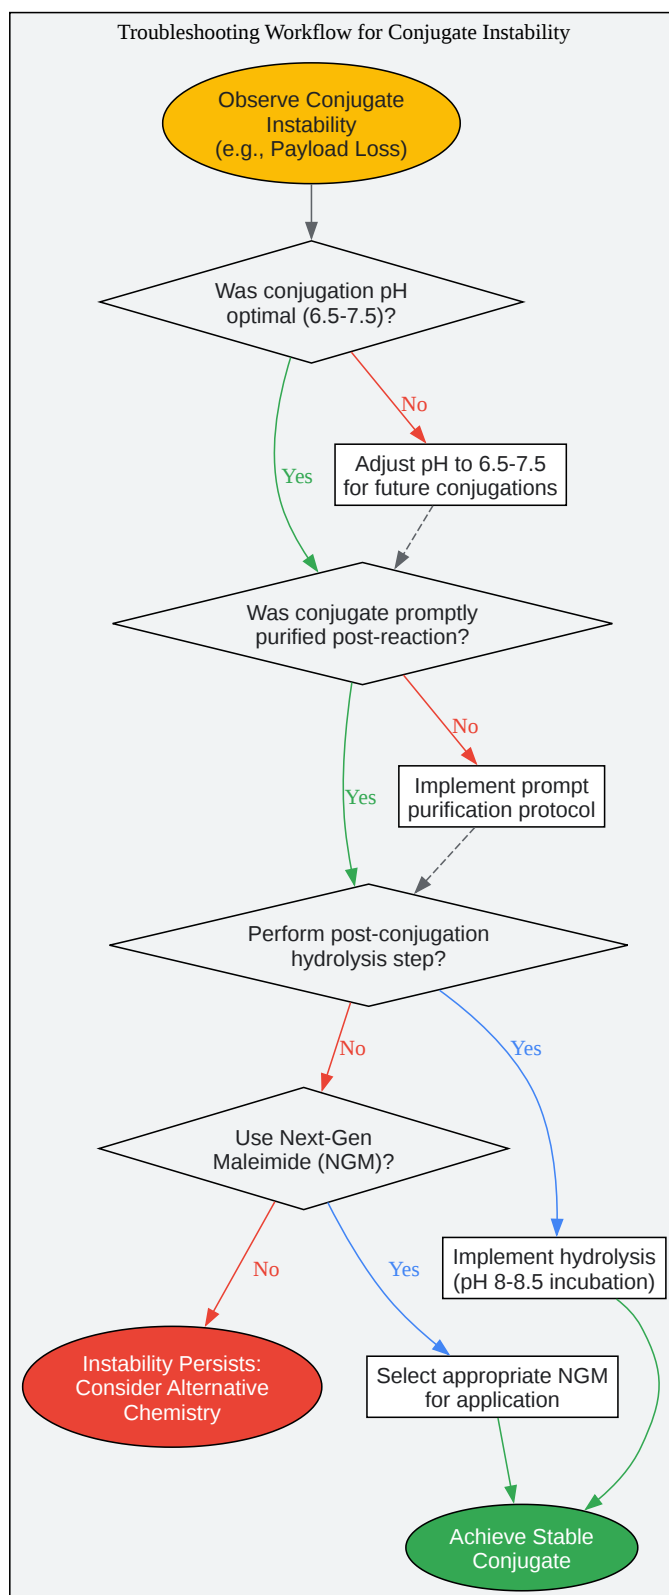 Troubleshooting Workflow for Conjugate Instability
Observe Conjugate
Instability
(e.g., Payload Loss)
Was conjugation pH
optimal (6.5-7.5)?
No
Yes
Adjust pH to 6.5-7.5
for future conjugations
Was conjugate promptly
purified post-reaction?
No
Yes
Implement prompt
purification protocol
Perform post-conjugation
hydrolysis step?
No
Yes
Use Next-Gen
Maleimide (NGM)?
No
Yes
Implement hydrolysis
(pH 8-8.5 incubation)
Instability Persists:
Consider Alternative
Chemistry
Select appropriate NGM
for application
Achieve Stable
Conjugate